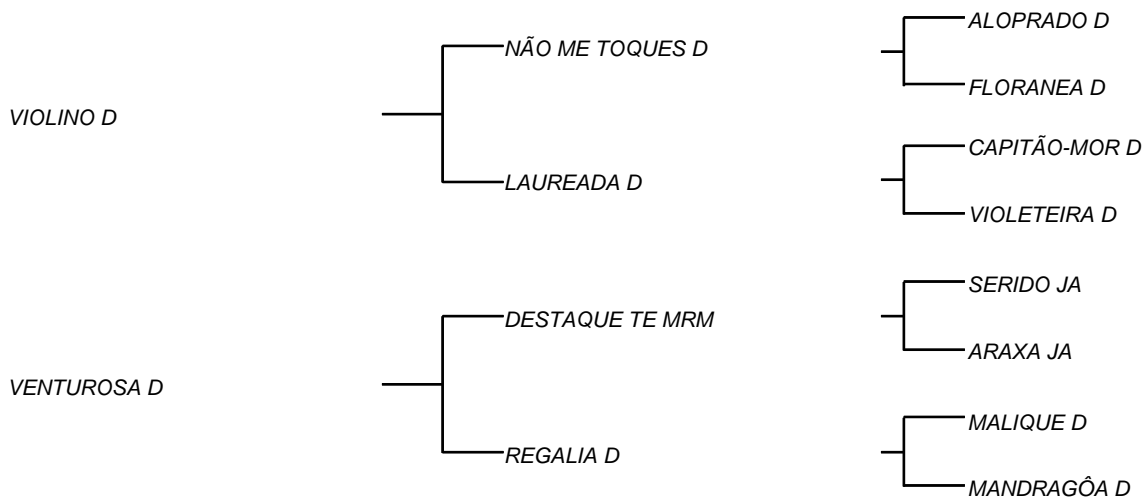 ALOPRADO D
NÃO ME TOQUES D
FLORANEA D
VIOLINO D
CAPITÃO-MOR D
LAUREADA D
VIOLETEIRA D
SERIDO JA
DESTAQUE TE MRM
ARAXA JA
VENTUROSA D
MALIQUE D
REGALIA D
MANDRAGÔA D